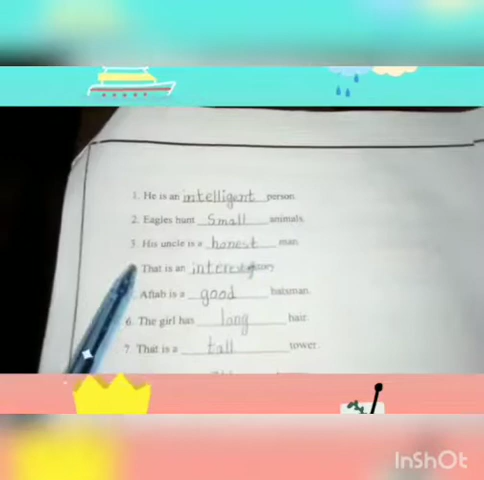 1. He is an intelligent person.
2. Eagles hunt Small animals.
3. His uncle is a honest man
That is an story
Aftab is a good batsman.
6. The girl has long hair.
7. That is a tall tower.
InShOt